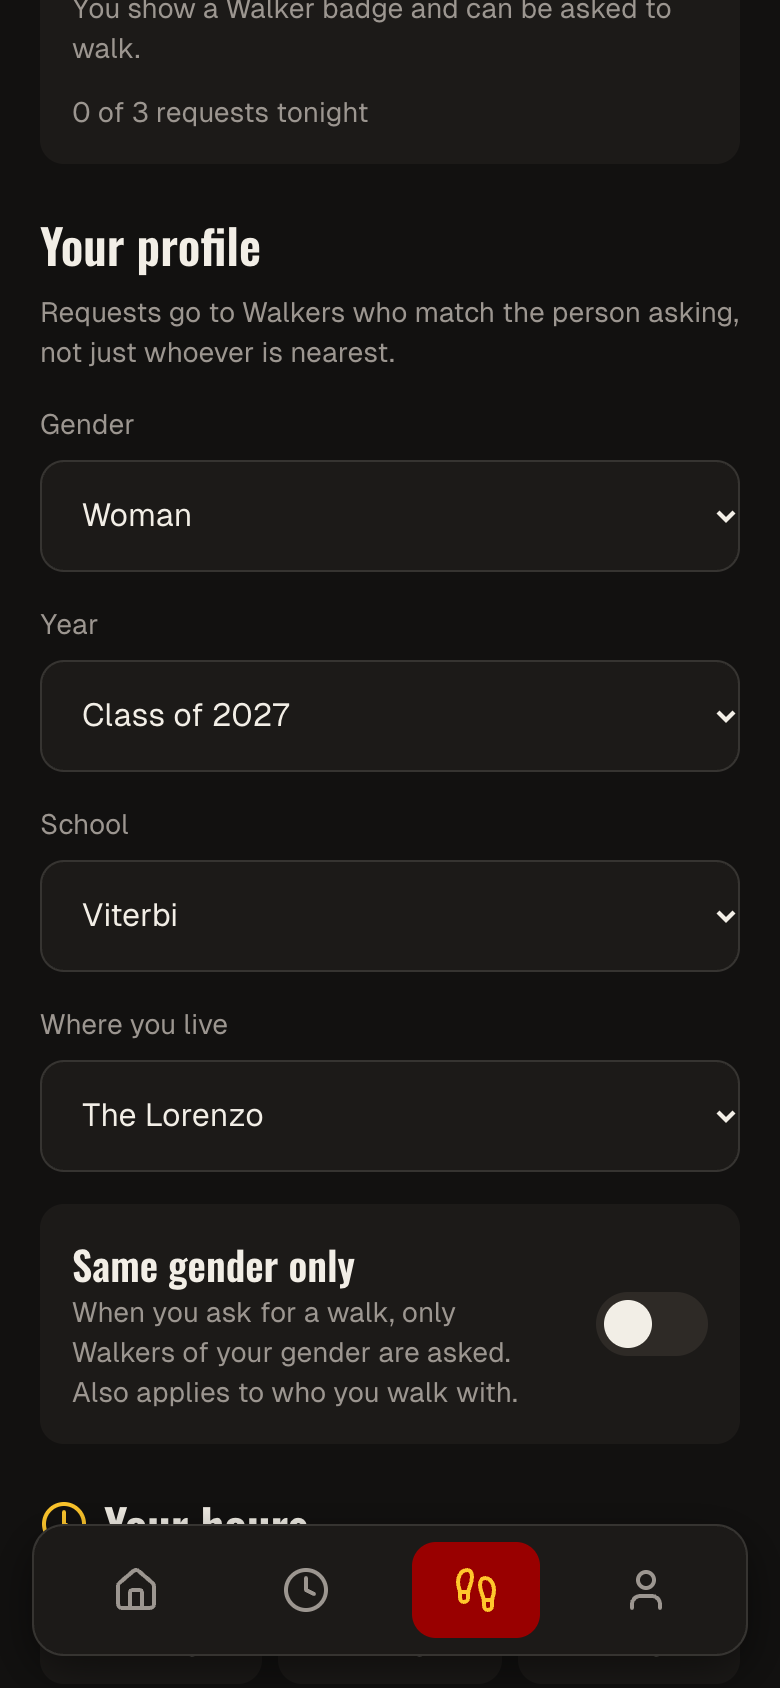 You show a Walker badge and can be asked to
walk.
0 of 3 requests tonight
Your profile
Requests go to Walkers who match the person asking,
not just whoever is nearest.
Gender
Woman
Year
Class of 2027
School
Viterbi
Where you live
The Lorenzo
Same gender only
When you ask for a walk, only
Walkers of your gender are asked.
Also applies to who you walk with.
Your hours